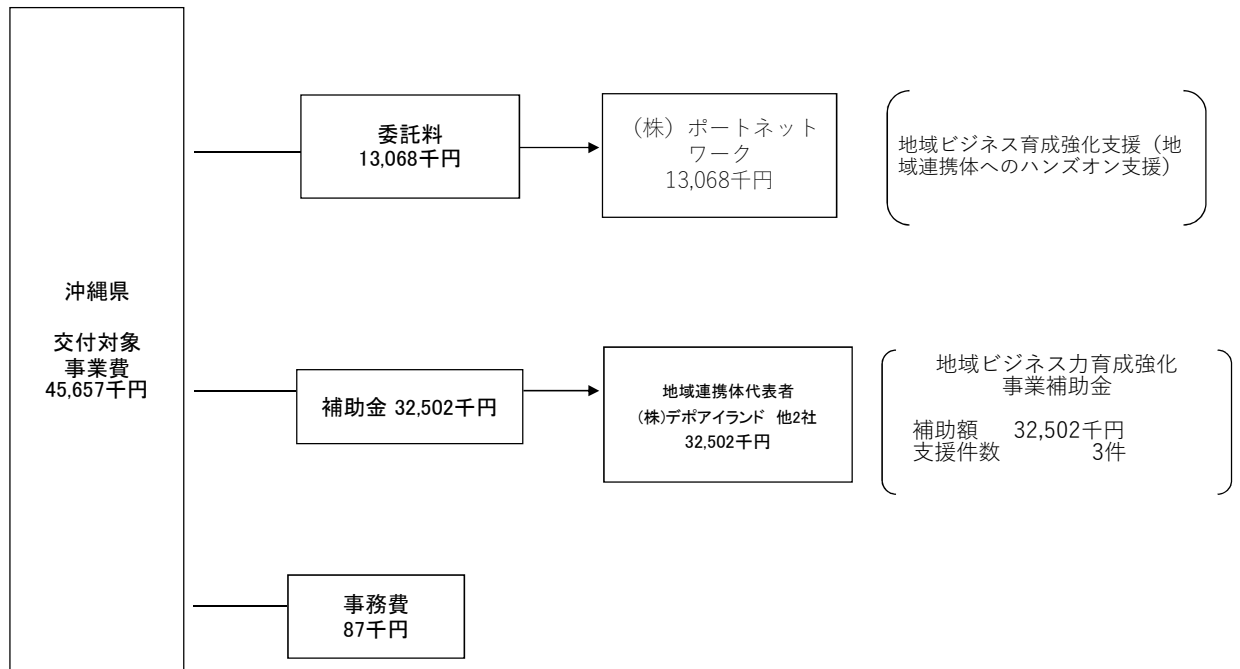 沖縄県
交付対象
事業費
45,657千円
委託料
13,068千円
（株）ポートネット
ワーク
13,068千円
地域ビジネス育成強化支援（地
域連携体へのハンズオン支援）
補助金 32,502千円
地域連携体代表者
（株）デポアイランド 他2社
32,502千円
地域ビジネス力育成強化
事業補助金
補助額 32,502千円
支援件数 3件
事務費
87千円